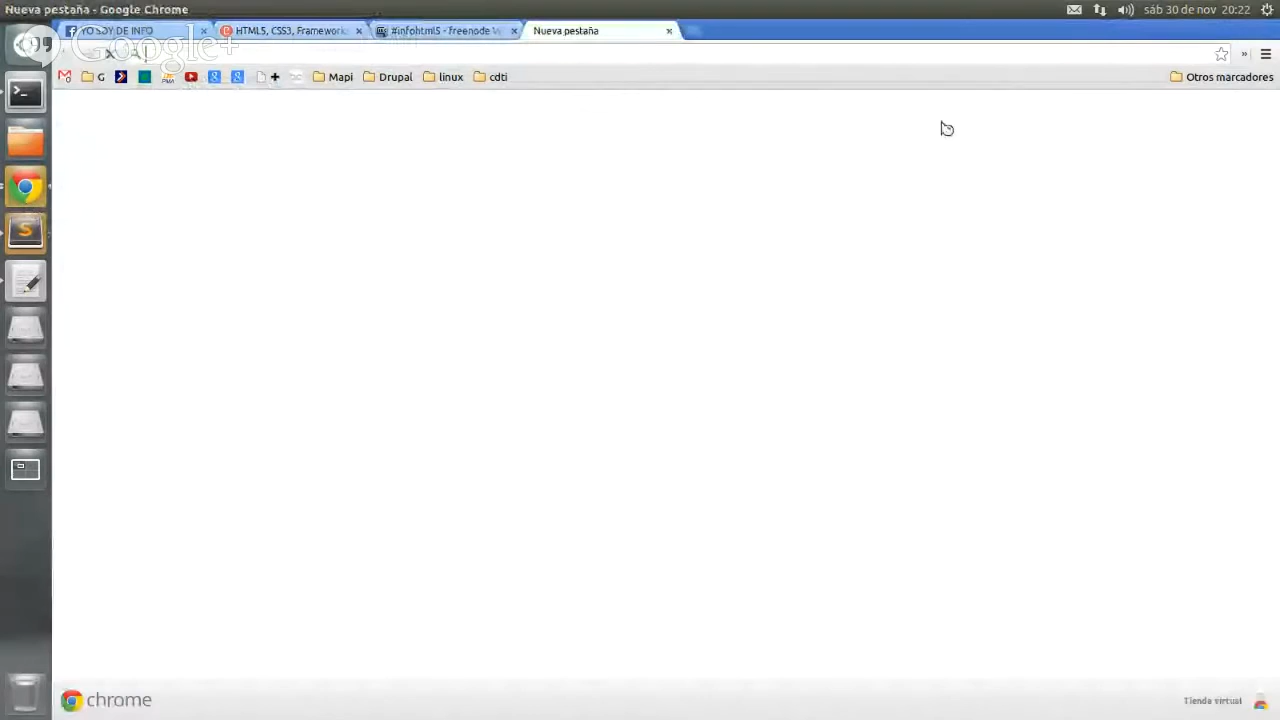 Nueva pestaña - Google Chrome
sáb 30 de nov 20:22
YO SOY DE INFO
HTML5, CSS3, Framework
#infohtml5 - freenode W
Nueva pestaña
Google+
G
Mapi
Drupal
linux
cdti
Otros marcadores
chrome
Tienda virtual